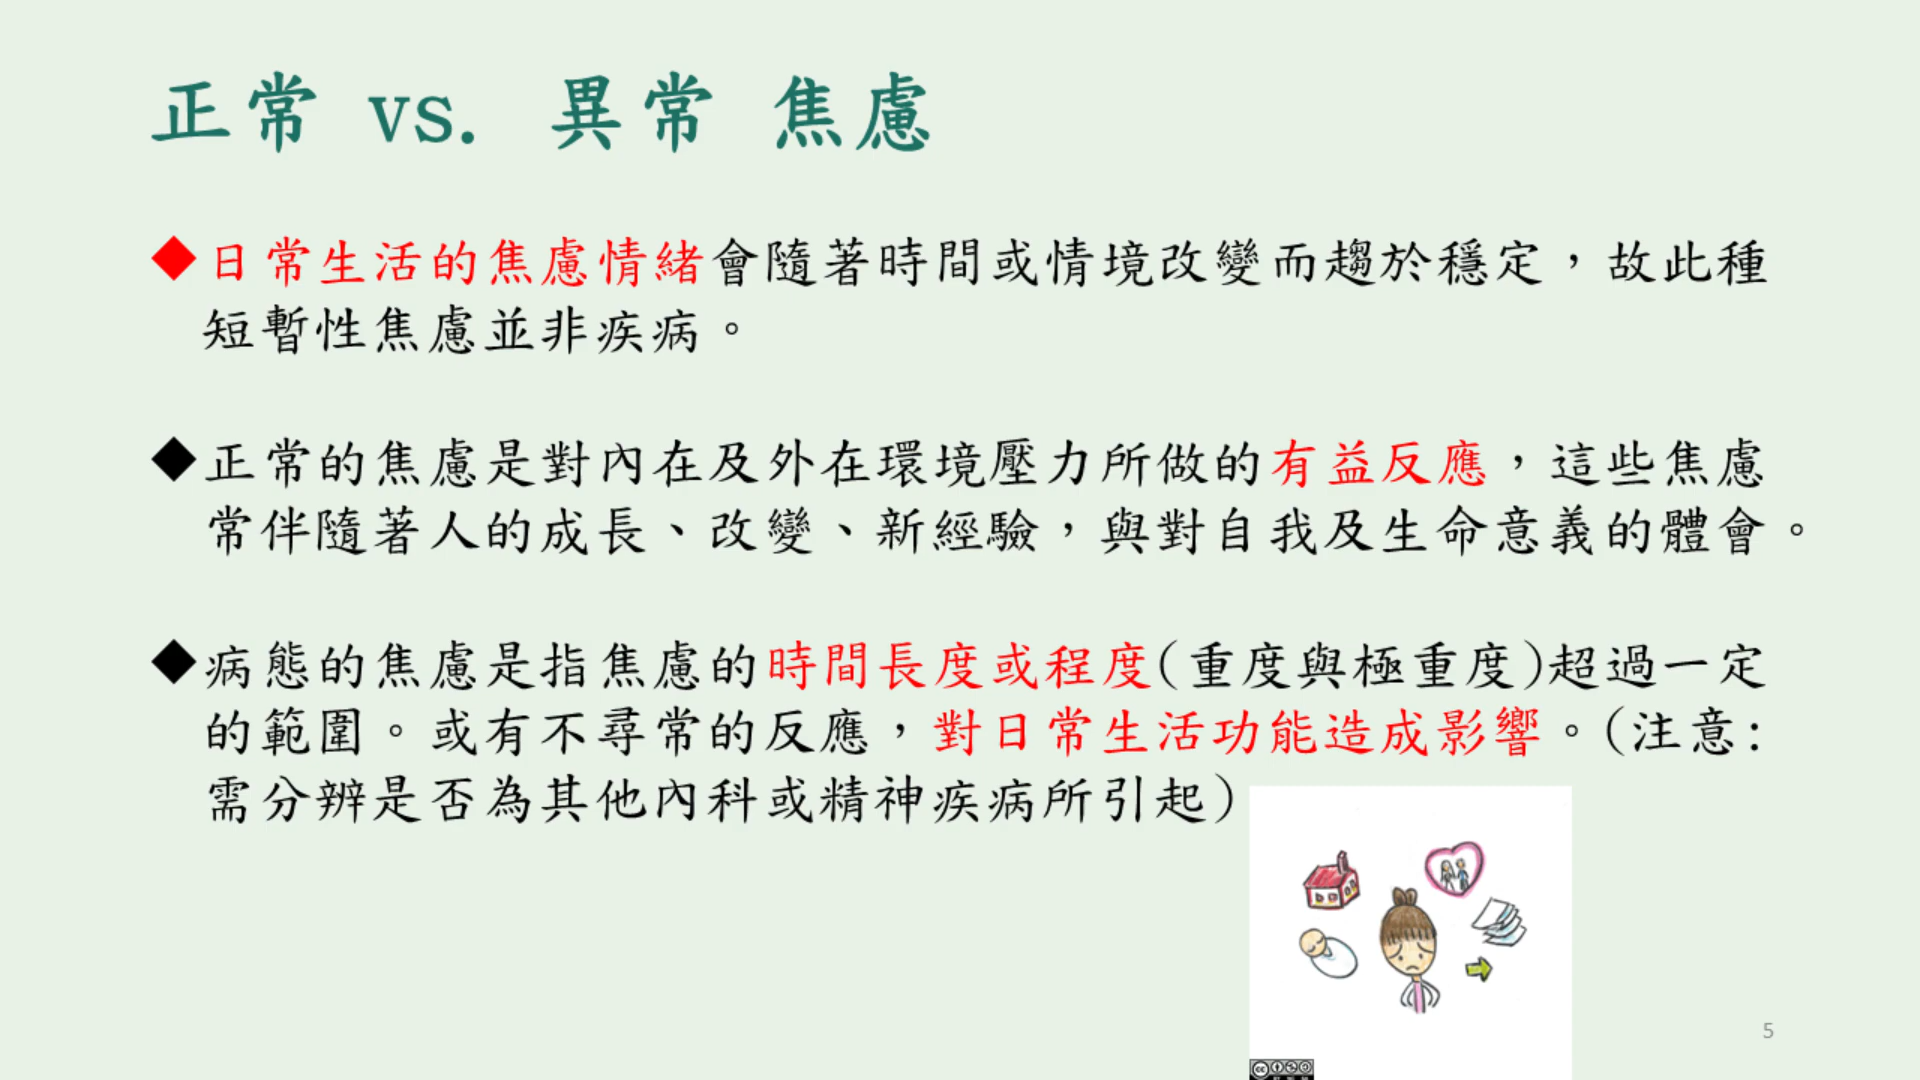 正常 vs. 異常 焦慮
◆日常生活的焦慮情緒會隨著時間或情境改變而趨於穩定，故此種
短暫性焦慮並非疾病。
◆正常的焦慮是對內在及外在環境壓力所做的有益反應，這些焦慮
常伴隨著人的成長、改變、新經驗，與對自我及生命意義的體會。
◆病態的焦慮是指焦慮的時間長度或程度(重度與極重度)超過一定
的範圍。或有不尋常的反應，對日常生活功能造成影響。(注意:
需分辨是否為其他內科或精神疾病所引起)
5